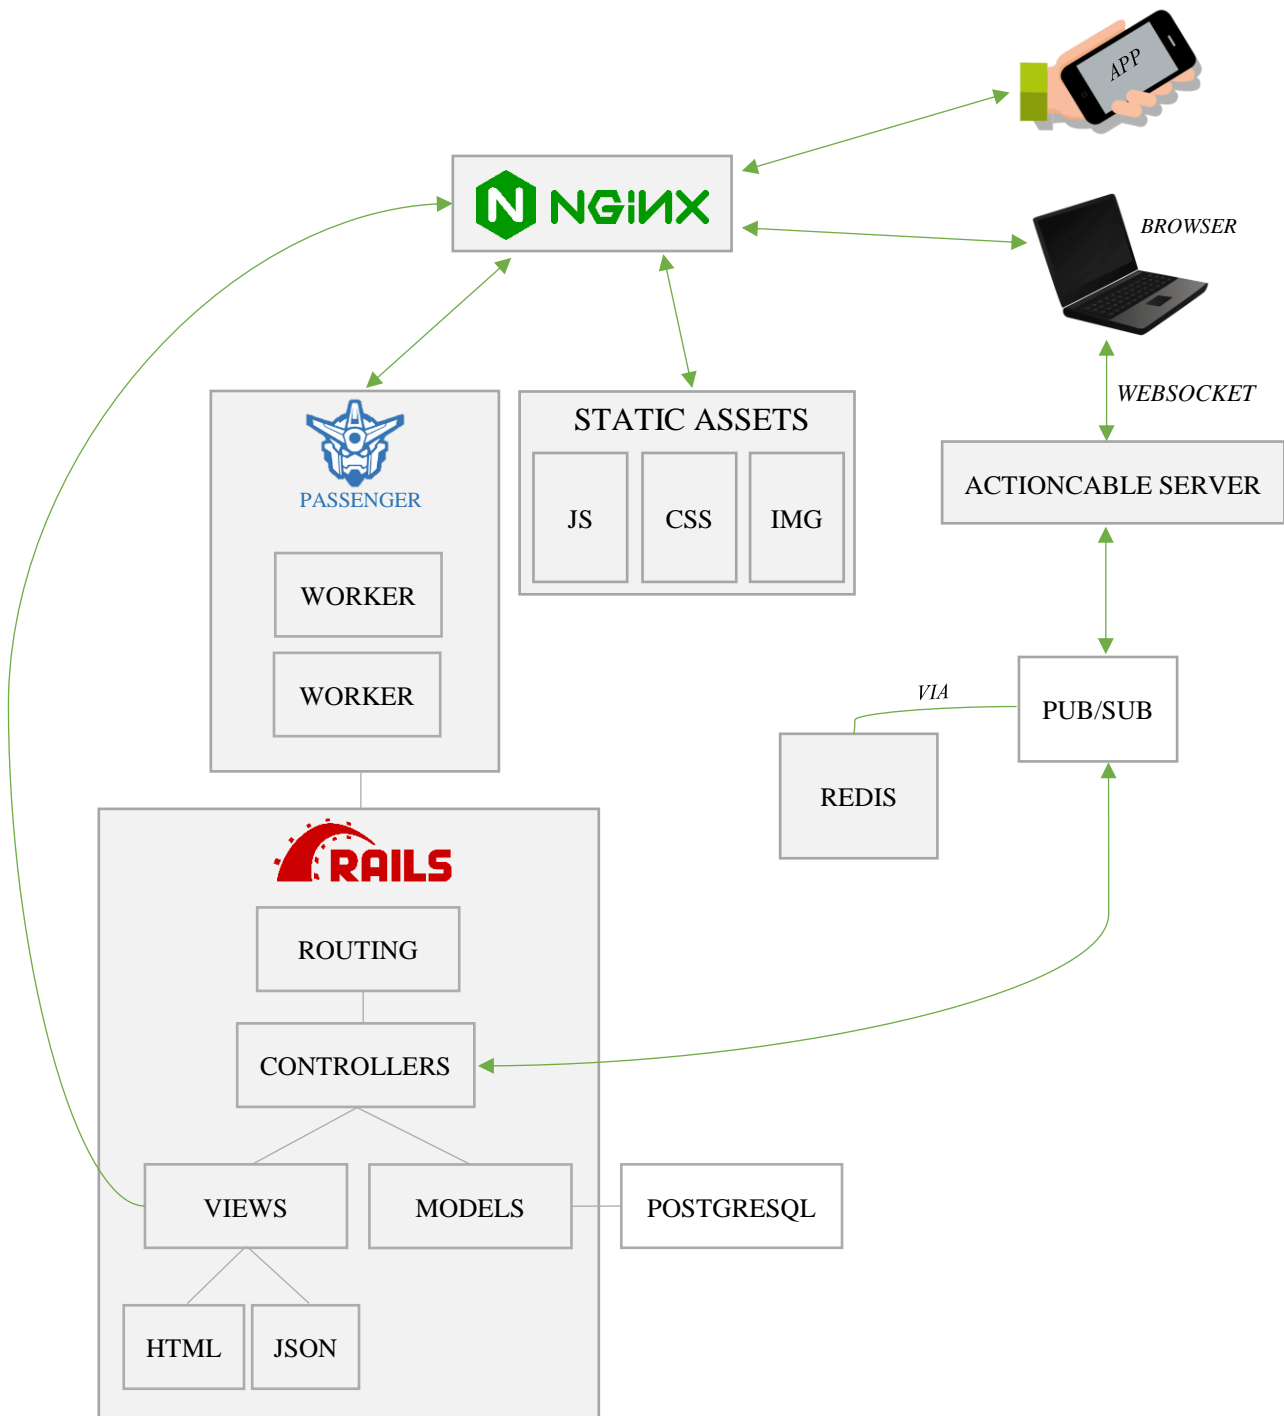 APP
NGINX
BROWSER
WEBSOCKET
STATIC ASSETS
PASSENGER
JS
CSS
IMG
ACTIONCABLE SERVER
WORKER
WORKER
VIA
PUB/SUB
REDIS
RAILS
ROUTING
CONTROLLERS
VIEWS
MODELS
POSTGRESQL
HTML
JSON